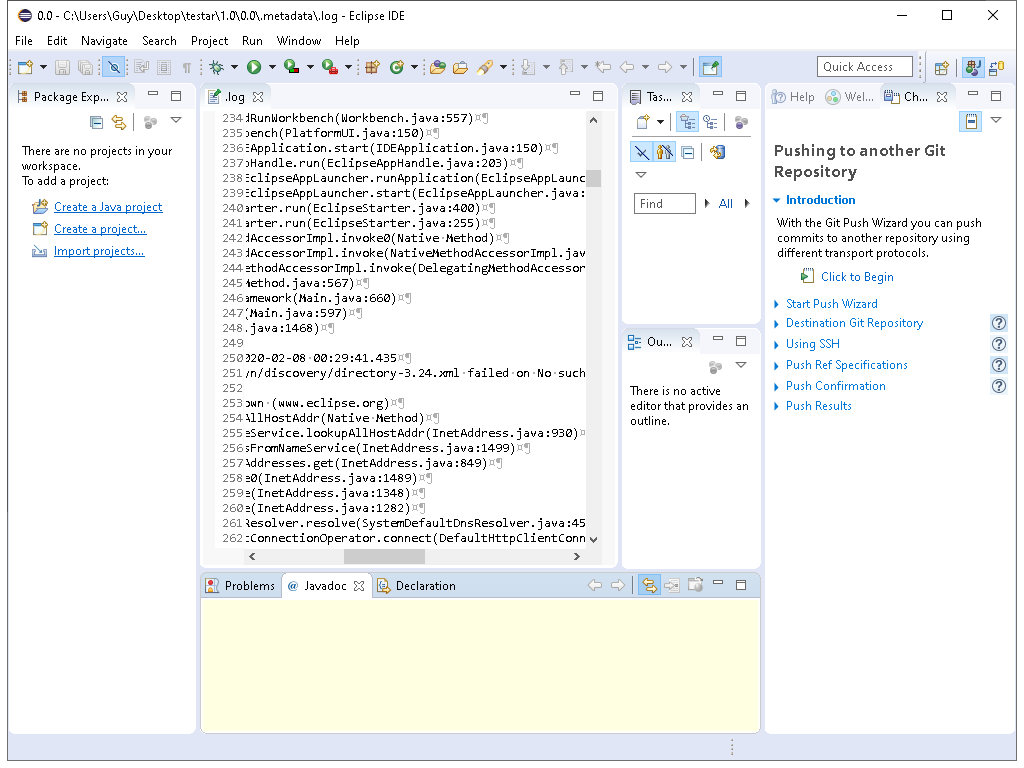 0.0 - C:\Users\Guy\Desktop\testar\1.0\0.0\.metadata\.log - Eclipse IDE
File Edit Navigate Search Project Run Window Help
Quick Access
Package Exp...
There are no projects in your
workspace.
To add a project:
Create a Java project
Create a project...
Import projects...
.log
234 dRunWorkbench(Workbench.java:557)¤¶
235 bench(PlatformUI.java:150)¤¶
236 EApplication.start(IDEApplication.java:150)¤¶
237 pHandle.run(EclipseAppHandle.java:203)¤¶
238 EclipseAppLauncher.runApplication(EclipseAppLaunc
239 EclipseAppLauncher.start(EclipseAppLauncher.java:
240 arter.run(EclipseStarter.java:400)¤¶
241 arter.run(EclipseStarter.java:255)¤¶
242 dAccessorImpl.invoke0(Native·Method)¤¶
243 dAccessorImpl.invoke(NativeMethodAccessorImpl.jav
244 ethodAccessorImpl.invoke(DelegatingMethodAccessor
245 Method.java:567)¤¶
246 amework(Main.java:660)¤¶
247 (Main.java:597)¤¶
248 .java:1468)¤¶
249
250 020-02-08·00:29:41.435¤¶
251 yn/discovery/directory-3.24.xml·failed·on·No·such
252
253 own·(www.eclipse.org)¤¶
254 AllHostAddr(Native·Method)¤¶
255 eService.lookupAllHostAddr(InetAddress.java:930)¤
256 sFromNameService(InetAddress.java:1499)¤¶
257 Addresses.get(InetAddress.java:849)¤¶
258 e0(InetAddress.java:1489)¤¶
259 e(InetAddress.java:1348)¤¶
260 e(InetAddress.java:1282)¤¶
261 Resolver.resolve(SystemDefaultDnsResolver.java:45
262 tConnectionOperator.connect(DefaultHttpClientConn
Tas...
Find
All
Ou...
There is no active
editor that provides an
outline.
Help Wel... Ch...
Pushing to another Git
Repository
Introduction
With the Git Push Wizard you can push
commits to another repository using
different transport protocols.
Click to Begin
Start Push Wizard
Destination Git Repository
Using SSH
Push Ref Specifications
Push Confirmation
Push Results
Problems @ Javadoc Declaration